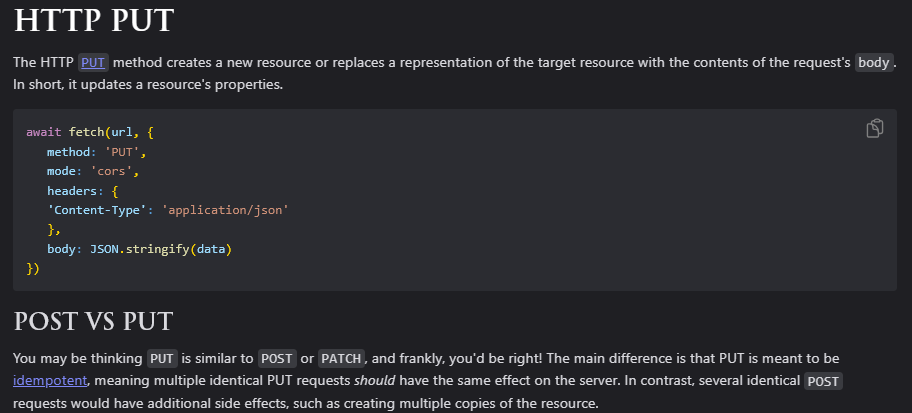 HTTP PUT
The HTTP PUT method creates a new resource or replaces a representation of the target resource with the contents of the request's body.
In short, it updates a resource's properties.
await fetch(url, {
method: 'PUT',
mode: 'cors',
headers: {
'Content-Type': 'application/json'
},
body: JSON.stringify(data)
})
POST VS PUT
You may be thinking PUT is similar to POST or PATCH, and frankly, you'd be right! The main difference is that PUT is meant to be
idempotent, meaning multiple identical PUT requests should have the same effect on the server. In contrast, several identical POST
requests would have additional side effects, such as creating multiple copies of the resource.